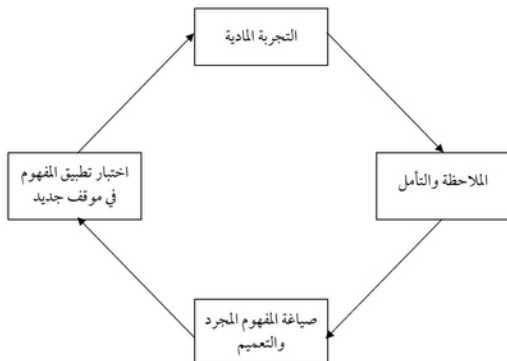 التجربة المادية
الملاحظة والتأمل
صياغة المفهوم المجرد
والتعميم
اختبار تطبيق المفهوم
في موقف جديد